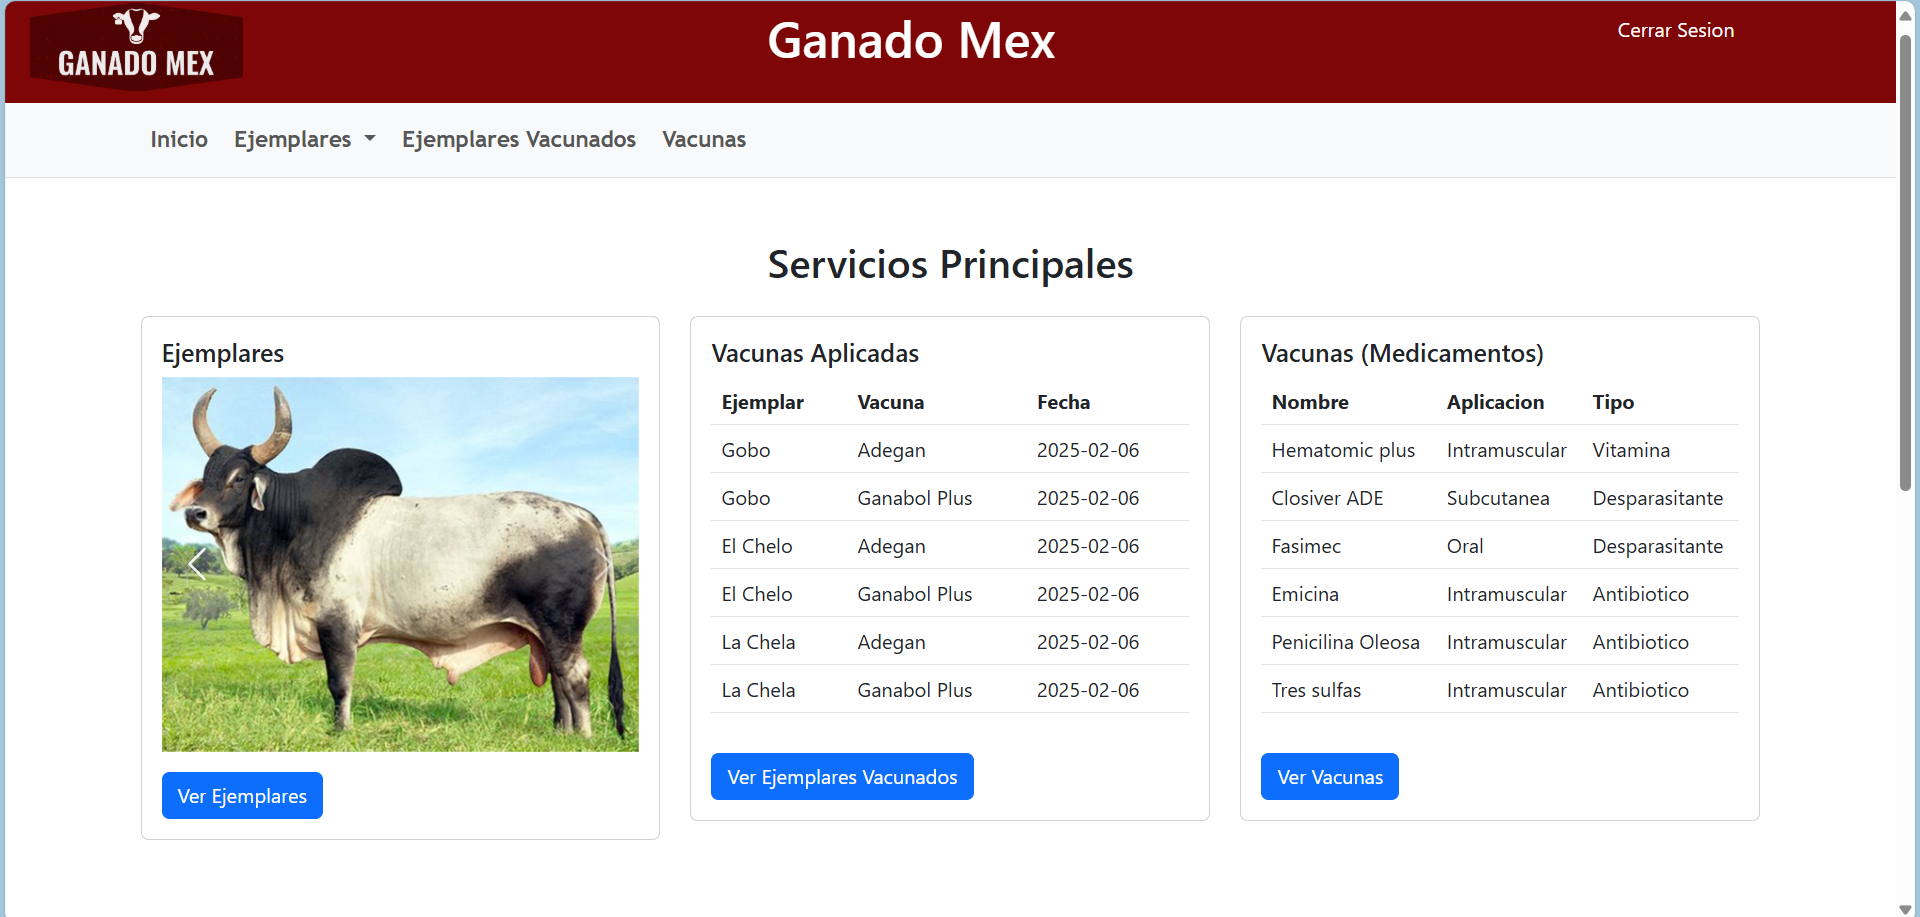 GANADO MEX
Ganado Mex
Cerrar Sesion
Inicio Ejemplares Ejemplares Vacunados Vacunas
Servicios Principales
Ejemplares
Ver Ejemplares
Vacunas Aplicadas
Ejemplar Vacuna Fecha
Gobo Adegan 2025-02-06
Gobo Ganabol Plus 2025-02-06
El Chelo Adegan 2025-02-06
El Chelo Ganabol Plus 2025-02-06
La Chela Adegan 2025-02-06
La Chela Ganabol Plus 2025-02-06
Ver Ejemplares Vacunados
Vacunas (Medicamentos)
Nombre Aplicacion Tipo
Hematomic plus Intramuscular Vitamina
Closiver ADE Subcutanea Desparasitante
Fasimec Oral Desparasitante
Emicina Intramuscular Antibiotico
Penicilina Oleosa Intramuscular Antibiotico
Tres sulfas Intramuscular Antibiotico
Ver Vacunas